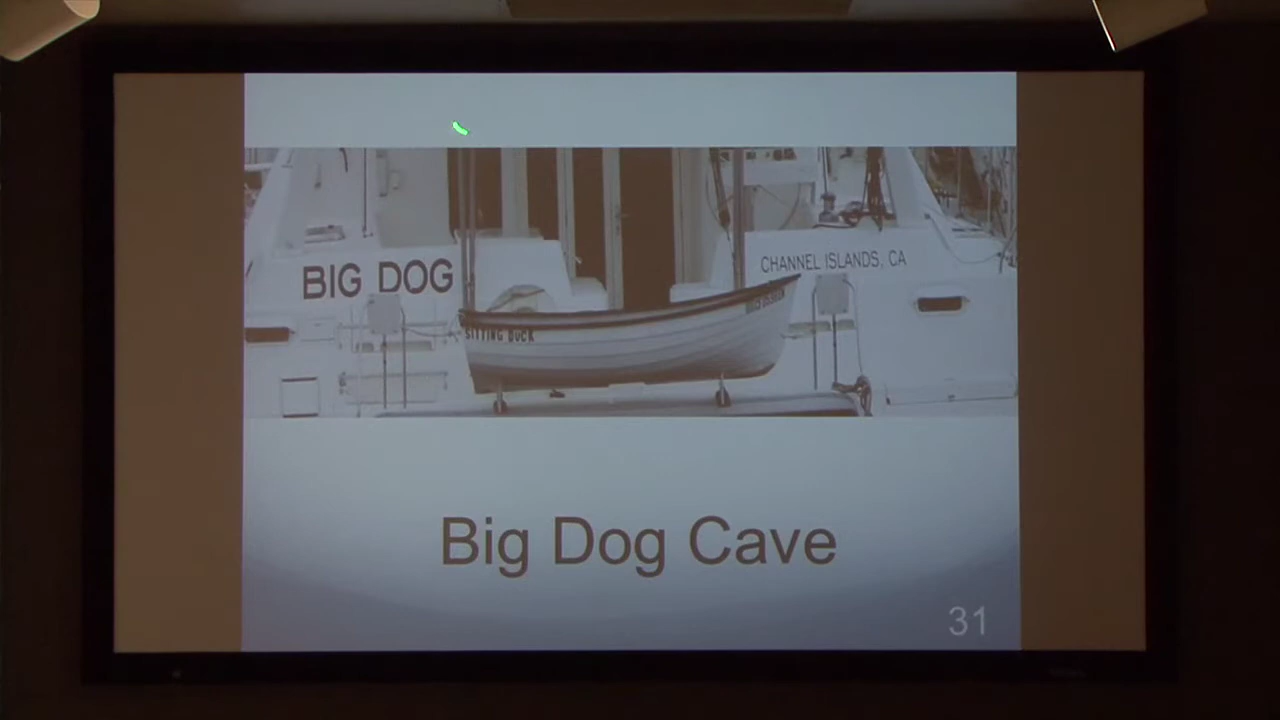 BIG DOG
CHANNEL ISLANDS, CA
SITTING DUCK
Big Dog Cave
31